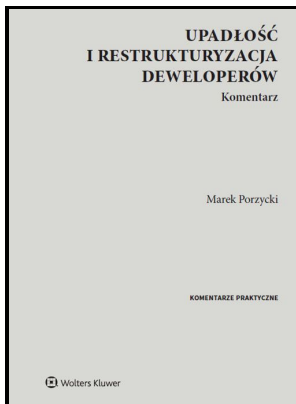 UPADŁOŚĆ
I RESTRUKTURYZACJA
DEWELOPERÓW
Komentarz
Marek Porzycki
KOMENTARZE PRAKTYCZNE
Wolters Kluwer